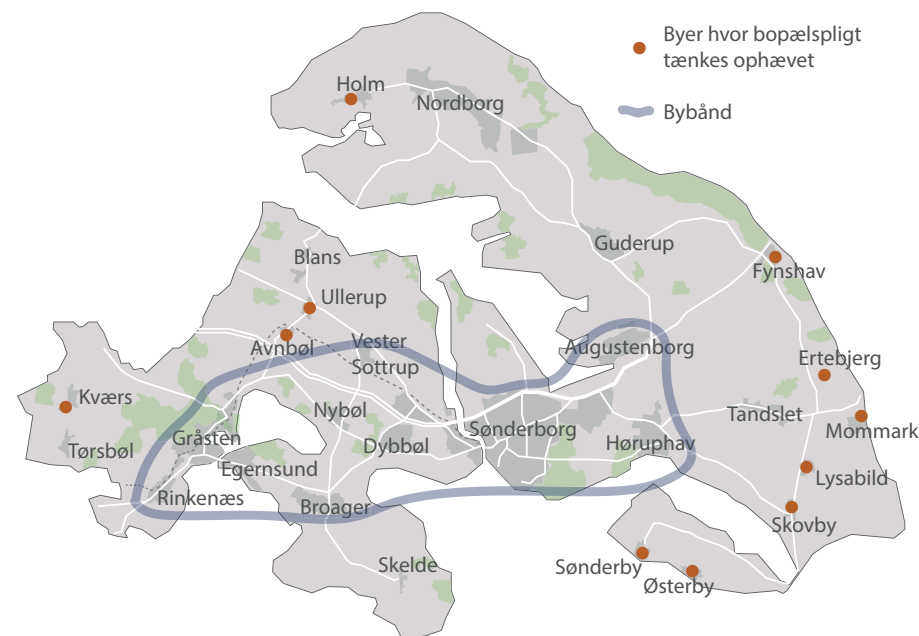 Byer hvor bopælspligt
tænkes ophævet
Bybånd
Holm
Nordborg
Guderup
Fynshav
Blans
Ullerup
Avnbøl
Vester
Sottrup
Augustenborg
Ertebjerg
Kværs
Nybøl
Tandslet
Mommark
Tørsbøl
Gråsten
Dybbøl
Sønderborg
Høruphav
Egernsund
Lysabild
Rinkenæs
Broager
Skovby
Skelde
Sønderby
Østerby